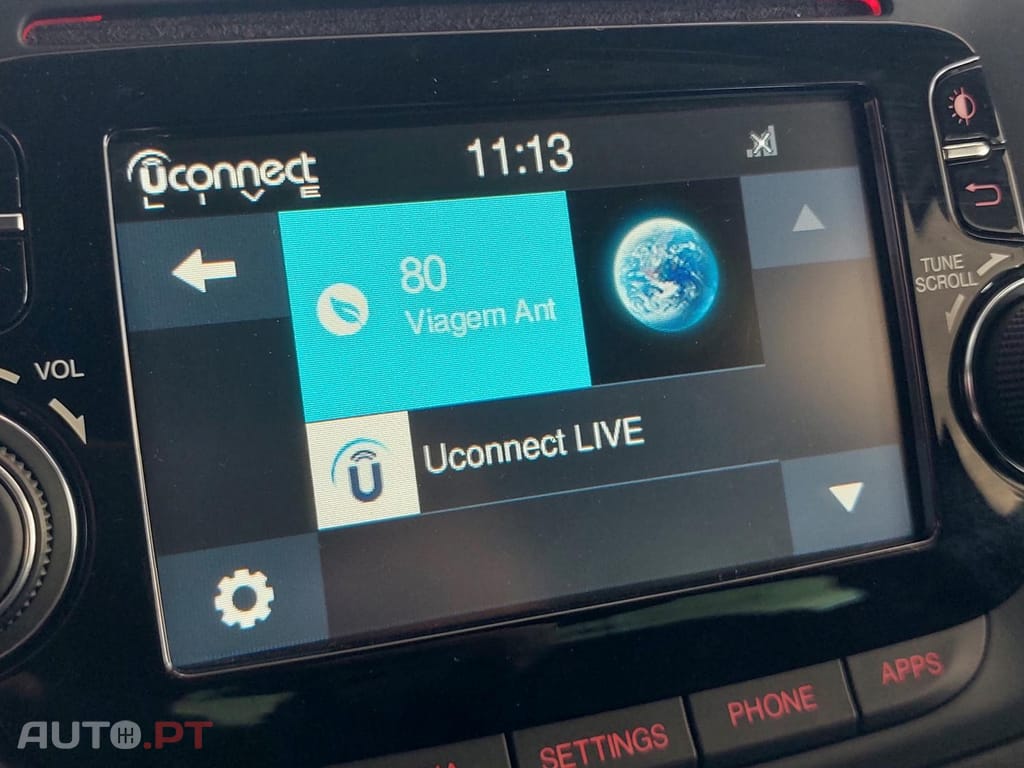 uconnect
LIVE
11:13
80
Viagem Ant
Uconnect LIVE
VOL
TUNE
SCROLL
SETTINGS
PHONE
APPS
AUTO.PT